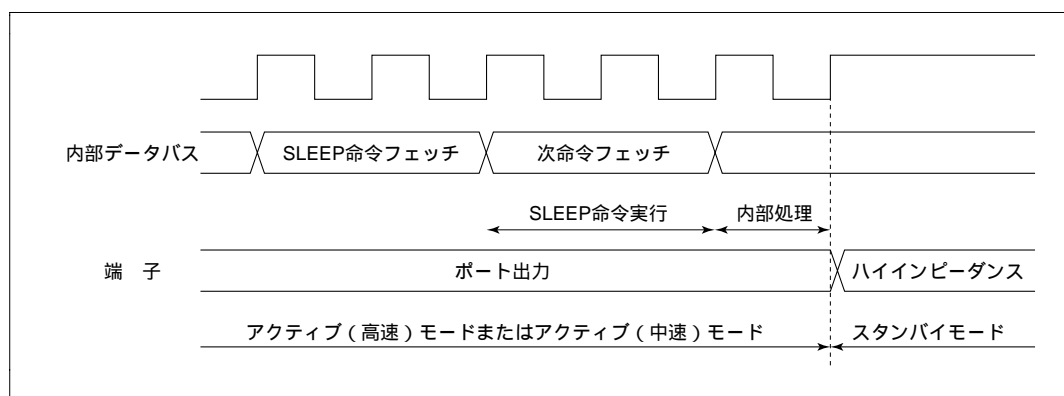 内部データバス SLEEP命令フェッチ 次命令フェッチ
SLEEP命令実行 内部処理
端 子 ポート出力 ハイインピーダンス
アクティブ(高速)モードまたはアクティブ(中速)モード スタンバイモード